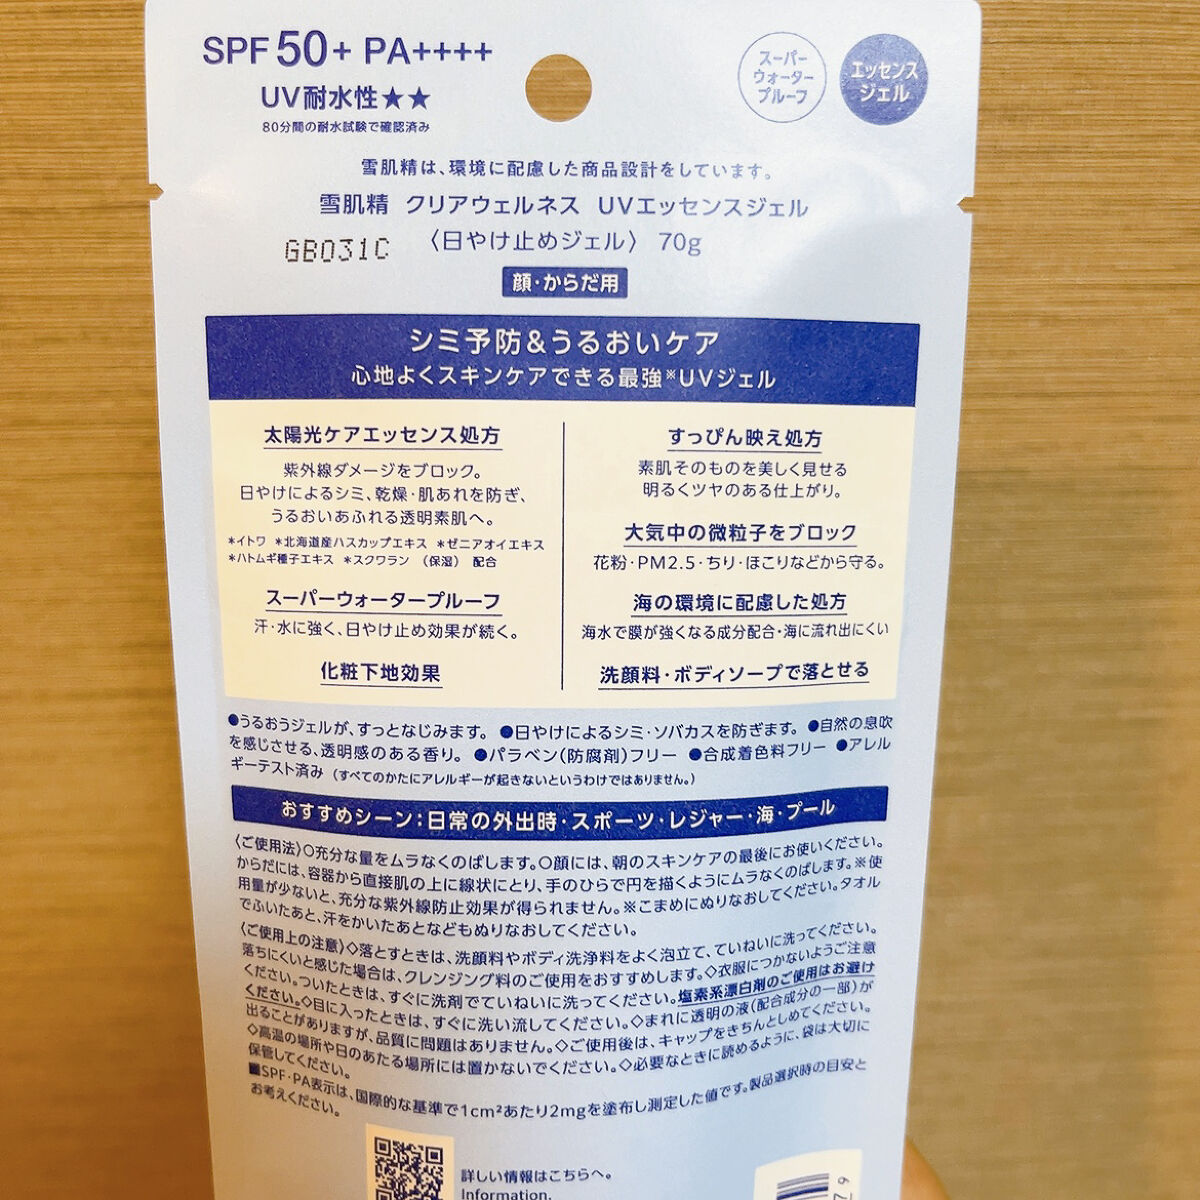 SPF50+ PA++++
UV耐水性★★
80分間の耐水試験で確認済み
スーパー
ウォーター
プルーフ
エッセンス
ジェル
雪肌精は、環境に配慮した商品設計をしています。
雪肌精 クリアウェルネス UVエッセンスジェル
GB031C
〈日やけ止めジェル〉 70g
顔・からだ用
シミ予防&うるおいケア
心地よくスキンケアできる最強※UVジェル
太陽光ケアエッセンス処方
紫外線ダメージをブロック。
日やけによるシミ、乾燥・肌あれを防ぎ、
うるおいあふれる透明素肌へ。
*イトワ *北海道産ハスカップエキス *ゼニアオイエキス
*ハトムギ種子エキス *スクワラン (保湿) 配合
スーパーウォータープルーフ
汗・水に強く、日やけ止め効果が続く。
化粧下地効果
すっぴん映え処方
素肌そのものを美しく見せる
明るくツヤのある仕上がり。
大気中の微粒子をブロック
花粉・PM2.5・ちり・ほこりなどから守る。
海の環境に配慮した処方
海水で膜が強くなる成分配合・海に流れ出にくい
洗顔料・ボディソープで落とせる
●うるおうジェルが、すっとなじみます。 ●日やけによるシミ・ソバカスを防ぎます。 ●自然の息吹
を感じさせる、透明感のある香り。 ●パラベン(防腐剤)フリー ●合成着色料フリー ●アレル
ギーテスト済み (すべてのかたにアレルギーが起きないというわけではありません。)
おすすめシーン:日常の外出時・スポーツ・レジャー・海・プール
〈ご使用法〉○充分な量をムラなくのばします。○顔には、朝のスキンケアの最後にお使いください。
からだには、容器から直接肌の上に線状にとり、手のひらで円を描くようにムラなくのばします。※使
用量が少ないと、充分な紫外線防止効果が得られません。※こまめにぬりなおしてください。タオル
でふいたあと、汗をかいたあとなどもぬりなおしてください。
〈ご使用上の注意〉◇落とすときは、洗顔料やボディ洗浄料をよく泡立て、ていねいに洗ってください。
落ちにくいと感じた場合は、クレンジング料のご使用をおすすめします。◇衣服につかないようご注意
ください。ついたときは、すぐに洗剤でていねいに洗ってください。塩素系漂白剤のご使用はお避け
ください。◇目に入ったときは、すぐに洗い流してください。◇まれに透明の液(配合成分の一部)が
出ることがありますが、品質に問題はありません。◇ご使用後は、キャップをきちんとしめてください。
◇高温の場所や日のあたる場所には置かないでください。◇必要なときに読めるように、袋は大切に
保管してください。
■SPF・PA表示は、国際的な基準で1cm²あたり2mgを塗布し測定した値です。製品選択時の目安と
お考えください。
詳しい情報はこちらへ。
Information.